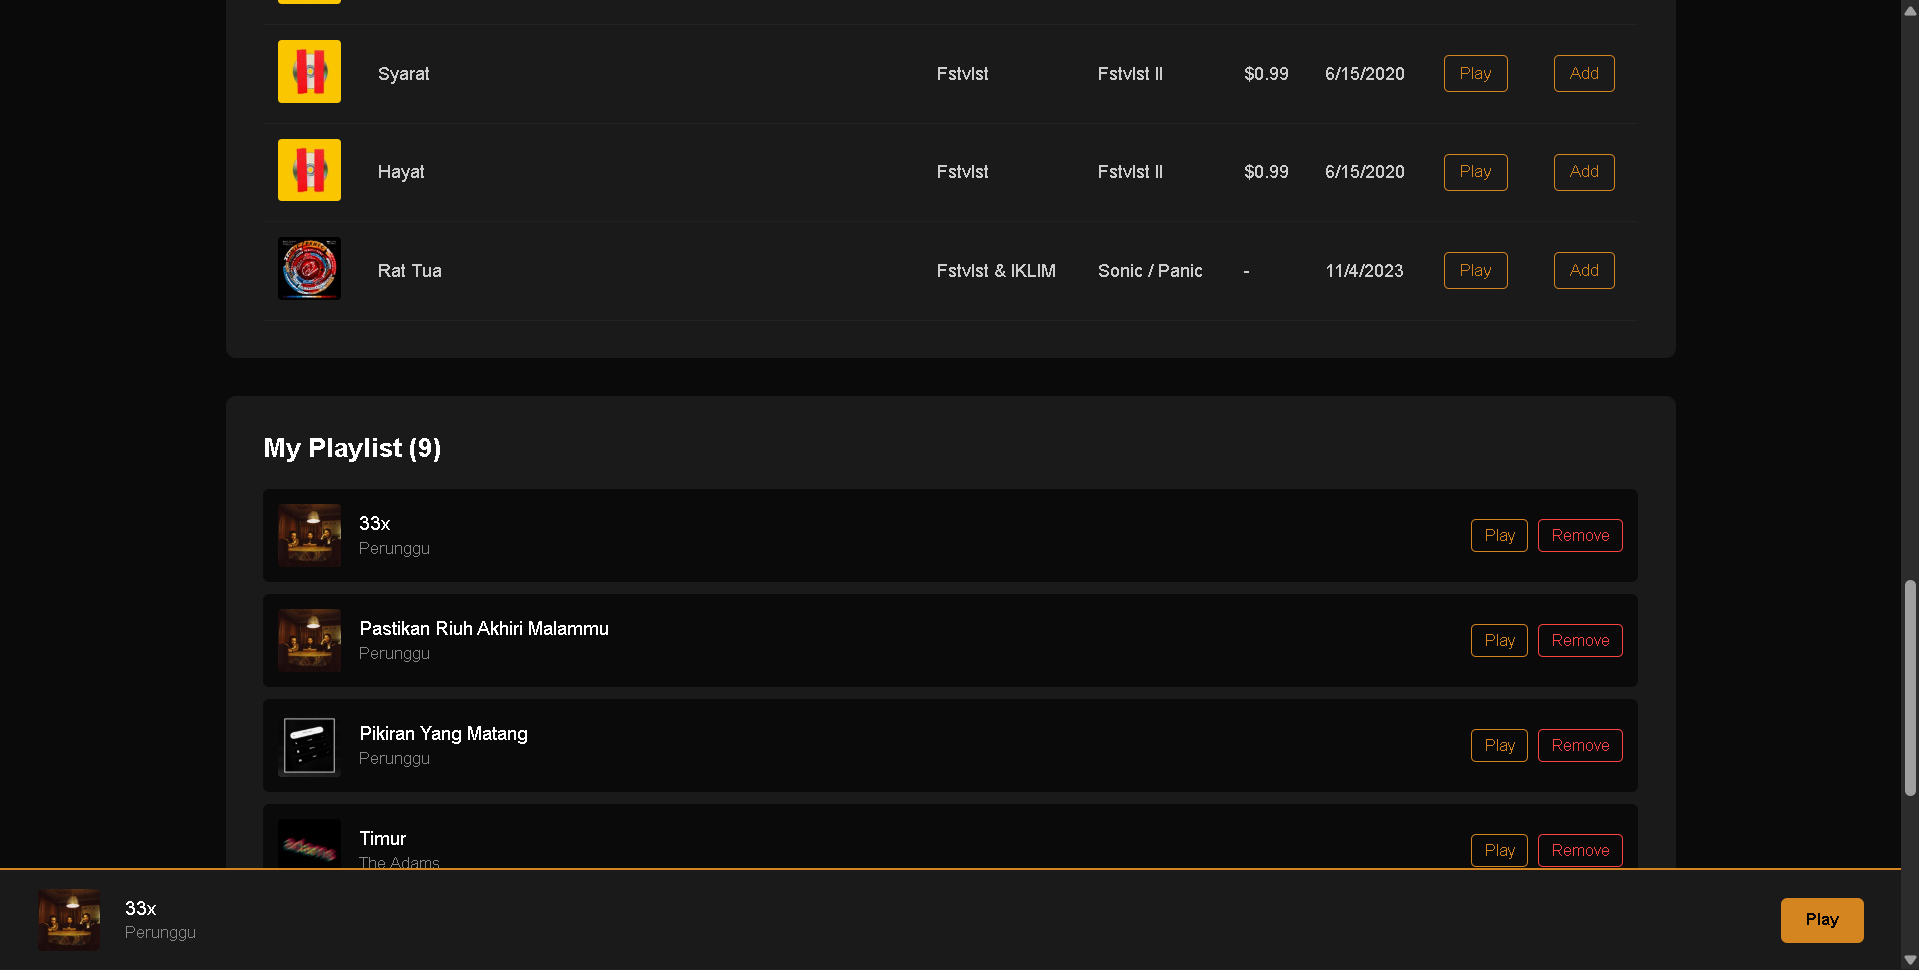 Syarat Fstvlst Fstvlst II $0.99 6/15/2020 Play Add
Hayat Fstvlst Fstvlst II $0.99 6/15/2020 Play Add
Rat Tua Fstvlst & IKLIM Sonic / Panic - 11/4/2023 Play Add
My Playlist (9)
33x
Perunggu
Play Remove
Pastikan Riuh Akhiri Malammu
Perunggu
Play Remove
Pikiran Yang Matang
Perunggu
Play Remove
Timur
The Adams
Play Remove
33x
Perunggu
Play